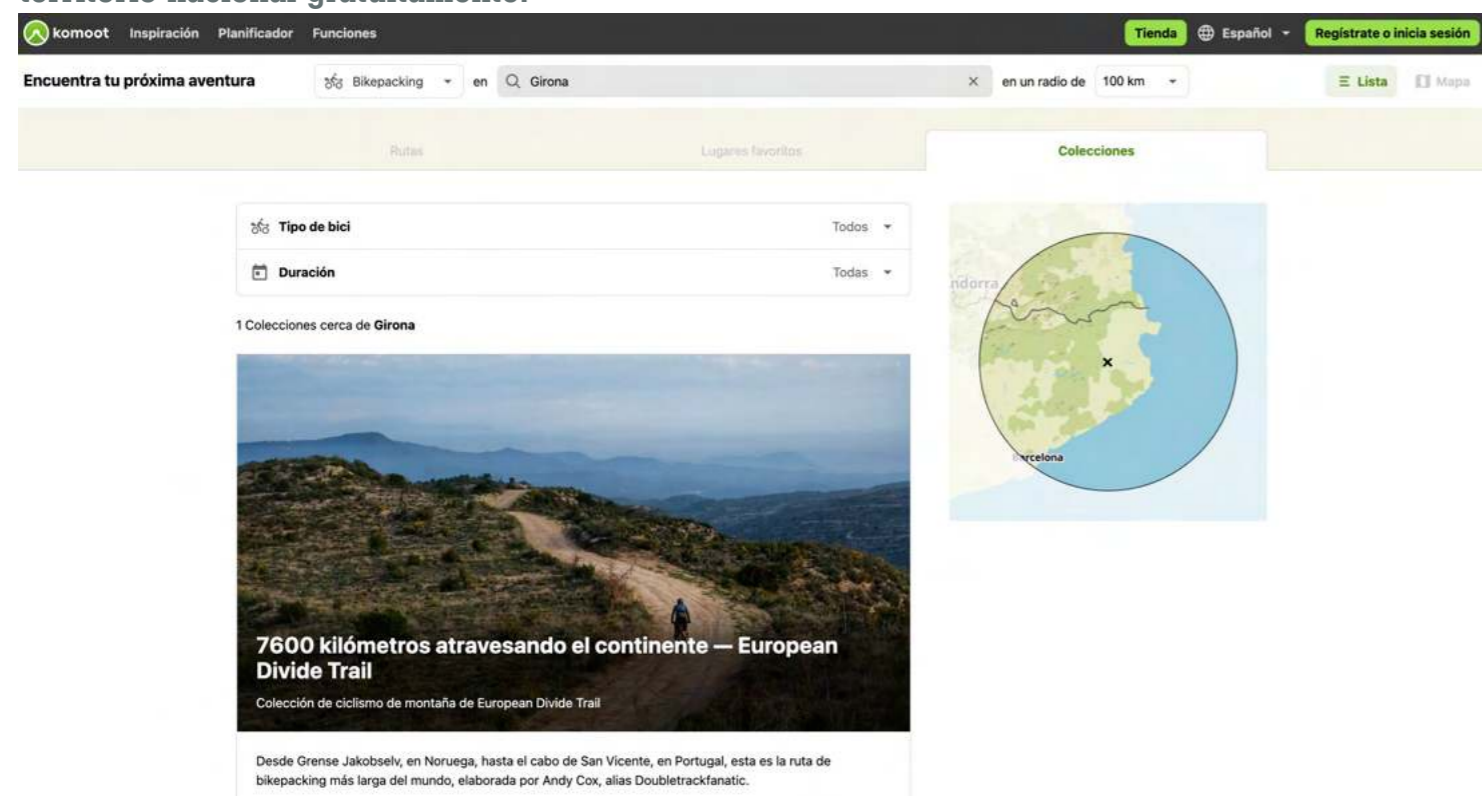 territorio nacional gratuitamente.
komoot Inspiración Planificador Funciones Tienda Español Regístrate o inicia sesión
Encuentra tu próxima aventura Bikepacking en Girona × en un radio de 100 km Lista Mapa
Rutas Lugares favoritos Colecciones
Tipo de bici Todos
Duración Todas
ndorra
1 Colecciones cerca de Girona
rcelona
7600 kilómetros atravesando el continente — European
Divide Trail
Colección de ciclismo de montaña de European Divide Trail
Desde Grense Jakobselv, en Noruega, hasta el cabo de San Vicente, en Portugal, esta es la ruta de
bikepacking más larga del mundo, elaborada por Andy Cox, alias Doubletrackfanatic.